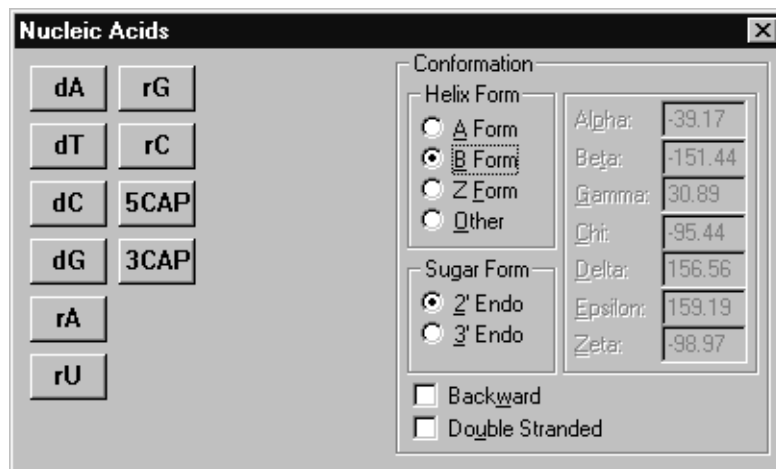 Nucleic Acids
dA rG
dT rC
dC 5CAP
dG 3CAP
rA
rU
Conformation
Helix Form
A Form
B Form
Z Form
Other
Sugar Form
2' Endo
3' Endo
Alpha: -39.17
Beta: -151.44
Gamma: 30.89
Chi: -95.44
Delta: 156.56
Epsilon: 159.19
Zeta: -98.97
Backward
Double Stranded